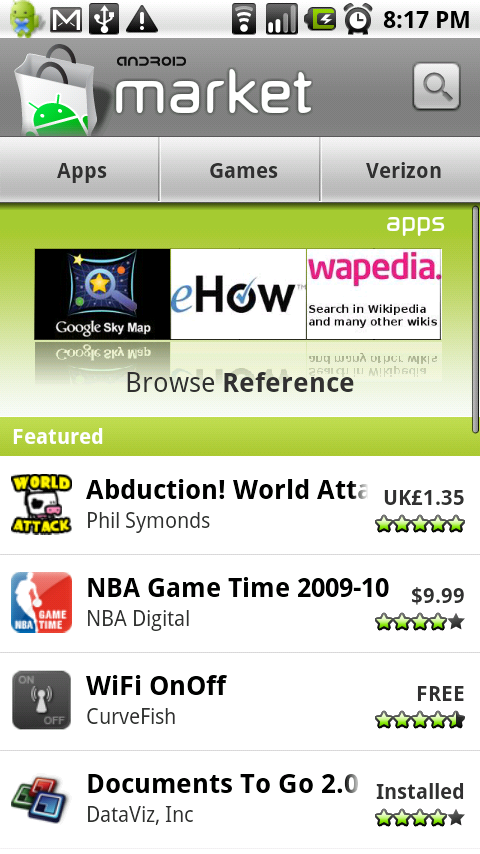 8:17 PM
ANDROID
market
Apps Games Verizon
apps
Google Sky Map
eHow™
wapedia.
Search in Wikipedia
and many other wikis
Browse Reference
Featured
WORLD ATTACK
Abduction! World Atta
UK£1.35
Phil Symonds
NBA GAME TIME
NBA Game Time 2009-10
$9.99
NBA Digital
ON
OFF
WiFi OnOff
FREE
CurveFish
Documents To Go 2.0
Installed
DataViz, Inc